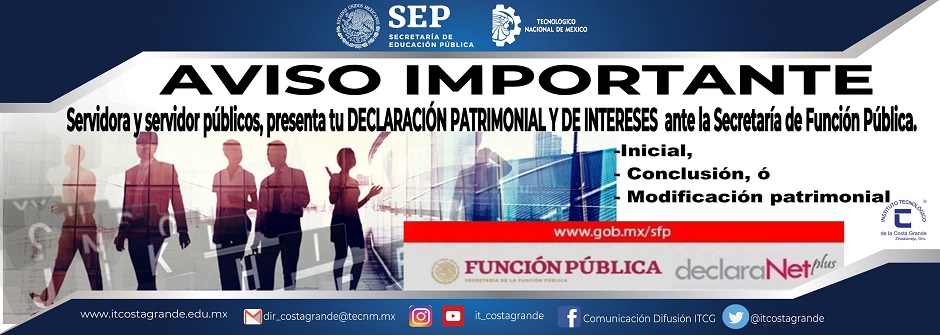 SEP
SECRETARÍA DE
EDUCACIÓN PÚBLICA
TECNOLÓGICO
NACIONAL DE MÉXICO
AVISO IMPORTANTE
Servidora y servidor públicos, presenta tu DECLARACIÓN PATRIMONIAL Y DE INTERESES ante la Secretaría de Función Pública.
-Inicial,
- Conclusión, ó
- Modificación patrimonial
INSTITUTO TECNOLÓGICO
de la Costa Grande
Zihuatanejo, Gro.
www.gob.mx/sfp
FUNCIÓN PÚBLICA
SECRETARÍA DE LA FUNCIÓN PÚBLICA
declaraNet plus
www.itcostagrande.edu.mx
dir_costagrande@tecnm.mx
it_costagrande
Comunicación Difusión ITCG
@itcostagrande